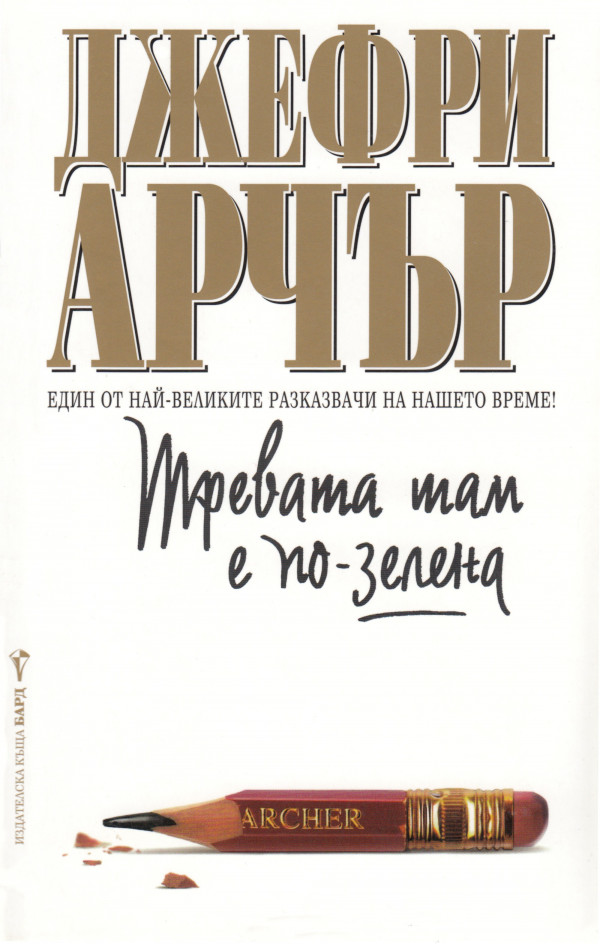 ДЖЕФРИ
АРЧЪР
ЕДИН ОТ НАЙ-ВЕЛИКИТЕ РАЗКАЗВАЧИ НА НАШЕТО ВРЕМЕ!
Тревата там
е по-зелена
ИЗДАТЕЛСКА КЪЩА БАРД
ARCHER